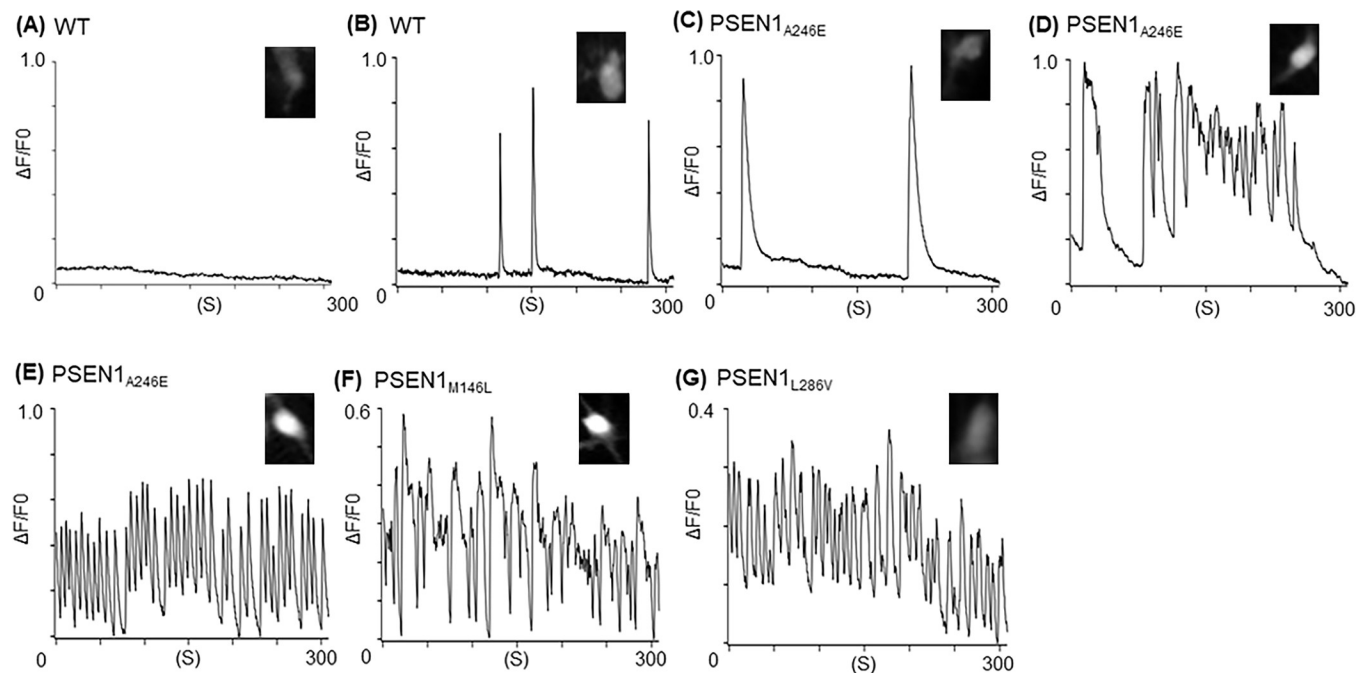 (A) WT
1.0
ΔF/F0
0
(S)
300
(B) WT
1.0
ΔF/F0
0
(S)
300
(C) PSEN1A246E
1.0
ΔF/F0
0
(S)
300
(D) PSEN1A246E
1.0
ΔF/F0
0
(S)
300
(E) PSEN1A246E
1.0
ΔF/F0
0
(S)
300
(F) PSEN1M146L
0.6
ΔF/F0
0
(S)
300
(G) PSEN1L286V
0.4
ΔF/F0
0
(S)
300